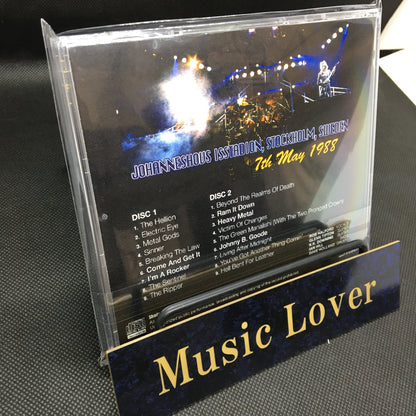 JOHANNESHOUS ISSTADION, STOCKHOLM, SWEDEN
7th May 1988
DISC 1
1. The Hellion
2. Electric Eye
3. Metal Gods
4. Sinner
5. Breaking The Law
6. Come and Get It
7. I'm A Rocker
8. The Sentinel
9. The Ripper
DISC 2
1. Beyond The Realms Of Death
2. Ram It Down
3. Heavy Metal
4. Victim Of Changes
5. The Green Manalishi (With The Two Pronged Crown)
6. Johnny B. Goode
7. Living After Midnight
8. You've Got Another Thing Comin'
9. Hell Bent For Leather
Music Lover